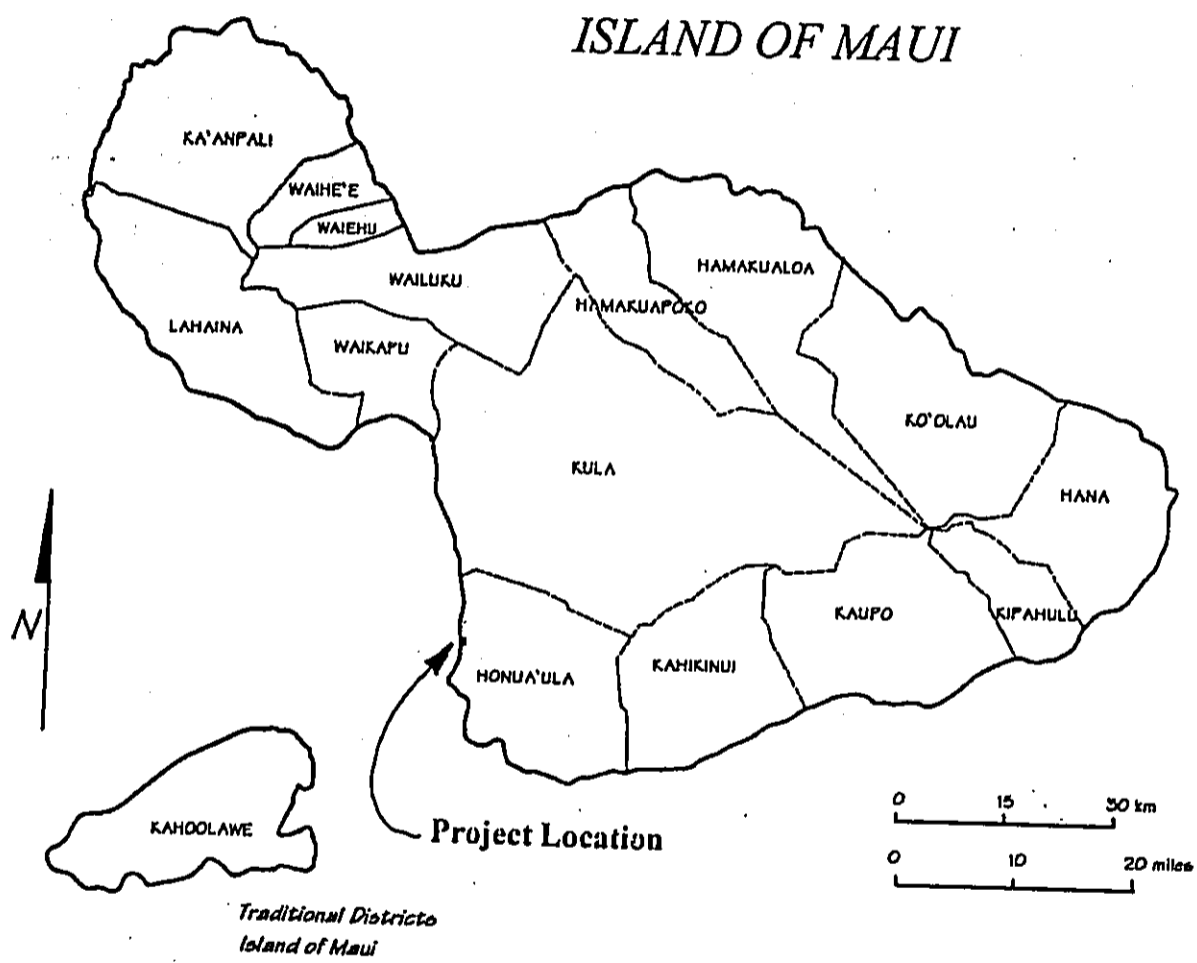 ISLAND OF MAUI
KA'ANPALI
WAIHE'E
WAIEHU
WAILUKU
LAHAINA
WAIKAPU
HAMAKUALOA
HAMAKUAPOKO
KO'OLAU
HANA
KULA
KAUPO
KIPAHULU
HONUA'ULA
KAHIKINUI
N
KAHOOLAWE
Project Location
0 15 30 km
0 10 20 miles
Traditional Districts
Island of Maui